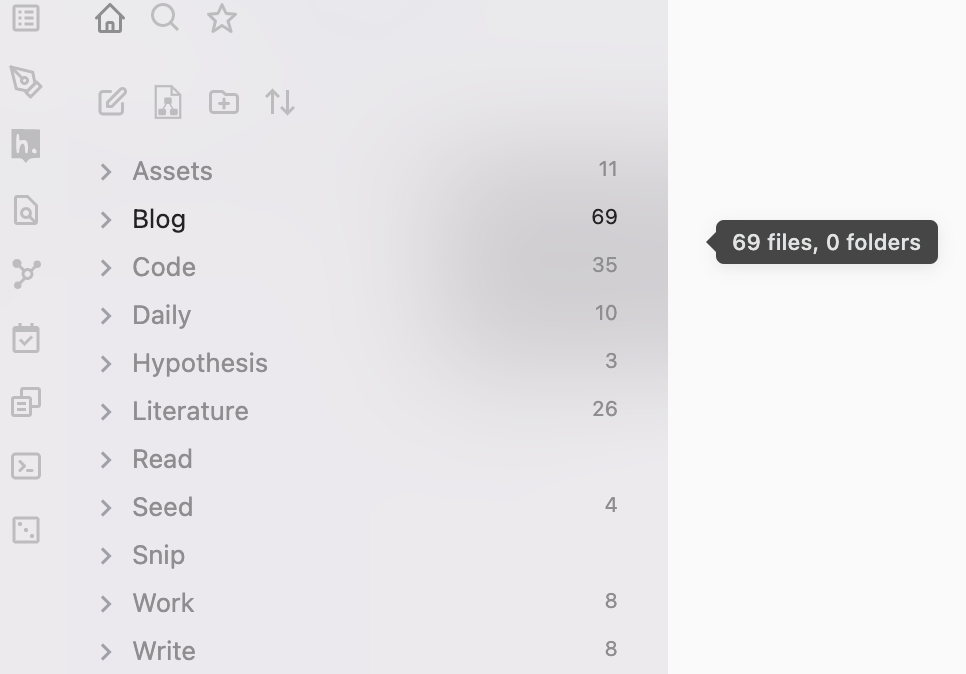 h.
Assets 11
Blog 69
69 files, 0 folders
Code 35
Daily 10
Hypothesis 3
Literature 26
Read
Seed 4
Snip
Work 8
Write 8